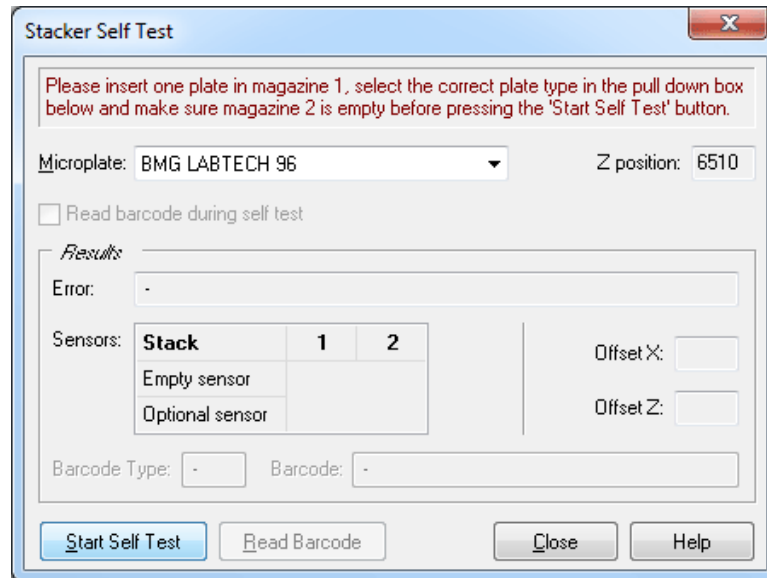 Stacker Self Test
Please insert one plate in magazine 1, select the correct plate type in the pull down box
below and make sure magazine 2 is empty before pressing the 'Start Self Test' button.
Microplate: BMG LABTECH 96 Z position: 6510
Read barcode during self test
Results
Error: -
Sensors: Stack 1 2
Empty sensor
Optional sensor
Offset X:
Offset Z:
Barcode Type: - Barcode: -
Start Self Test Read Barcode Close Help